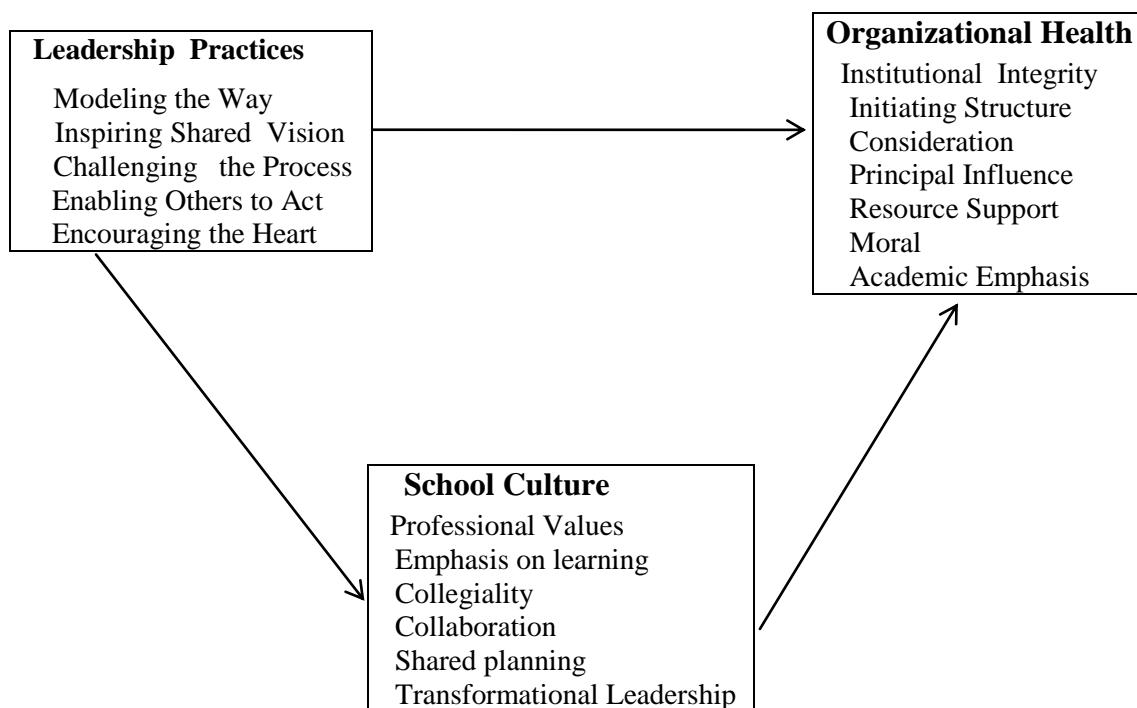 Leadership Practices
Modeling the Way
Inspiring Shared Vision
Challenging the Process
Enabling Others to Act
Encouraging the Heart
Organizational Health
Institutional Integrity
Initiating Structure
Consideration
Principal Influence
Resource Support
Moral
Academic Emphasis
School Culture
Professional Values
Emphasis on learning
Collegiality
Collaboration
Shared planning
Transformational Leadership